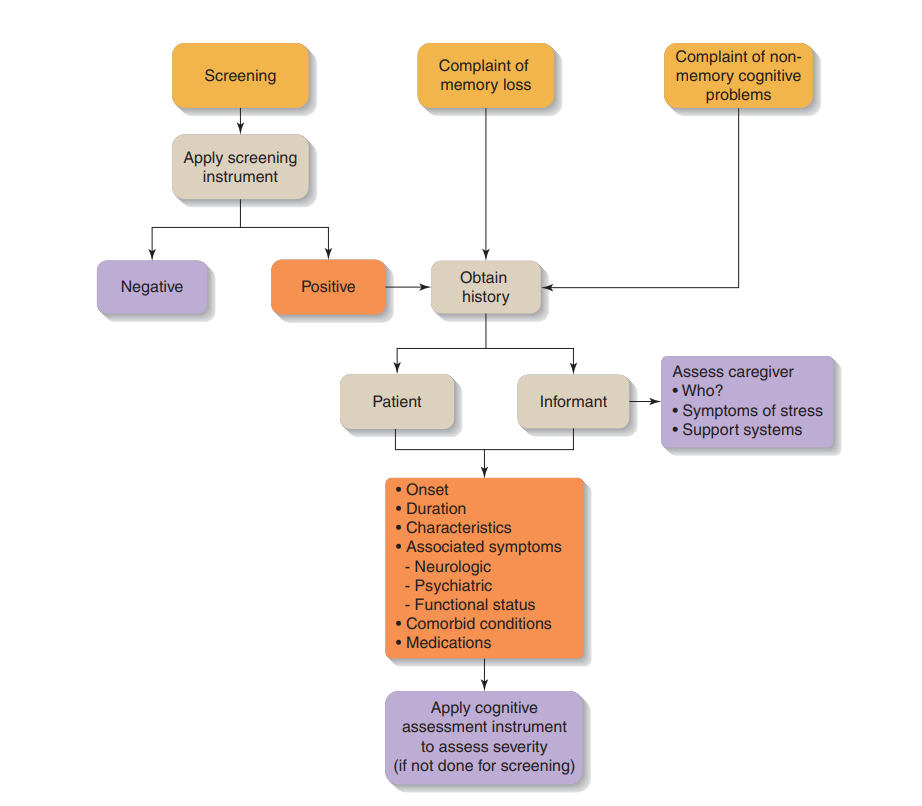 Screening
Complaint of
memory loss
Complaint of non-
memory cognitive
problems
Apply screening
instrument
Negative
Positive
Obtain
history
Patient
Informant
Assess caregiver
• Who?
• Symptoms of stress
• Support systems
• Onset
• Duration
• Characteristics
• Associated symptoms
- Neurologic
- Psychiatric
- Functional status
• Comorbid conditions
• Medications
Apply cognitive
assessment instrument
to assess severity
(if not done for screening)